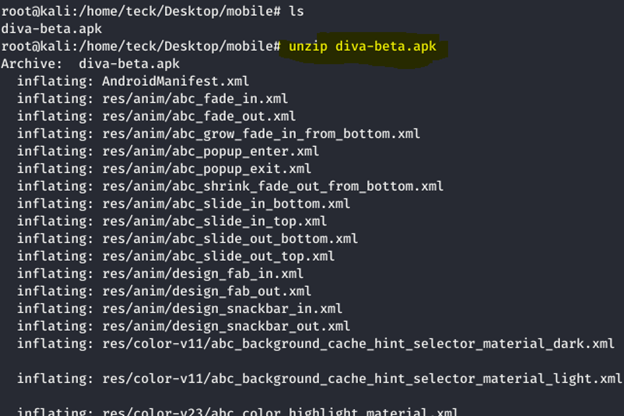 root@kali:/home/teck/Desktop/mobile# ls
diva-beta.apk
root@kali:/home/teck/Desktop/mobile# unzip diva-beta.apk
Archive:  diva-beta.apk
  inflating: AndroidManifest.xml
  inflating: res/anim/abc_fade_in.xml
  inflating: res/anim/abc_fade_out.xml
  inflating: res/anim/abc_grow_fade_in_from_bottom.xml
  inflating: res/anim/abc_popup_enter.xml
  inflating: res/anim/abc_popup_exit.xml
  inflating: res/anim/abc_shrink_fade_out_from_bottom.xml
  inflating: res/anim/abc_slide_in_bottom.xml
  inflating: res/anim/abc_slide_in_top.xml
  inflating: res/anim/abc_slide_out_bottom.xml
  inflating: res/anim/abc_slide_out_top.xml
  inflating: res/anim/design_fab_in.xml
  inflating: res/anim/design_fab_out.xml
  inflating: res/anim/design_snackbar_in.xml
  inflating: res/anim/design_snackbar_out.xml
  inflating: res/color-v11/abc_background_cache_hint_selector_material_dark.xml
  inflating: res/color-v11/abc_background_cache_hint_selector_material_light.xml
  inflating: res/color-v23/abc_color_highlight_material.xml